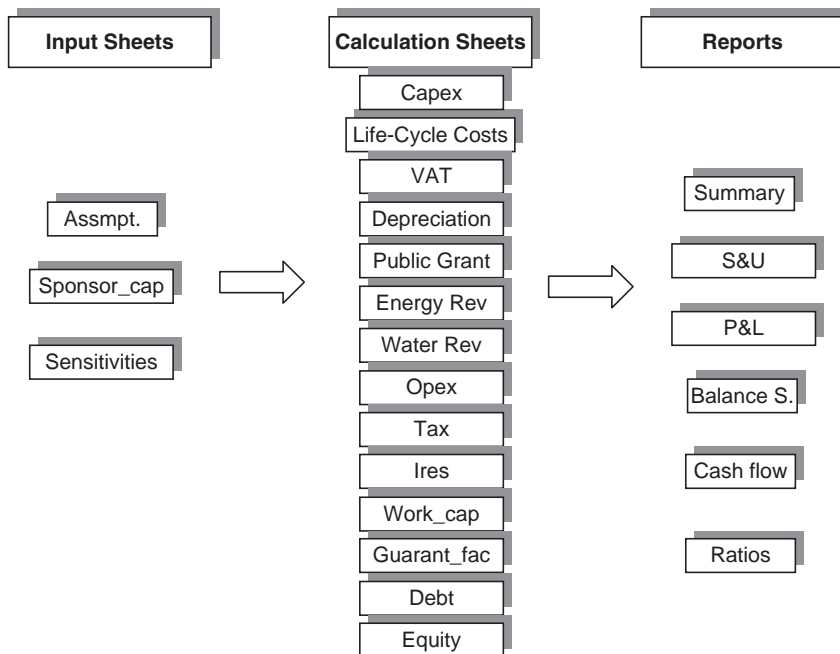 Input Sheets
Assmpt.
Sponsor_cap
Sensitivities
Calculation Sheets
Capex
Life-Cycle Costs
VAT
Depreciation
Public Grant
Energy Rev
Water Rev
Opex
Tax
Ires
Work_cap
Guarant_fac
Debt
Equity
Reports
Summary
S&U
P&L
Balance S.
Cash flow
Ratios